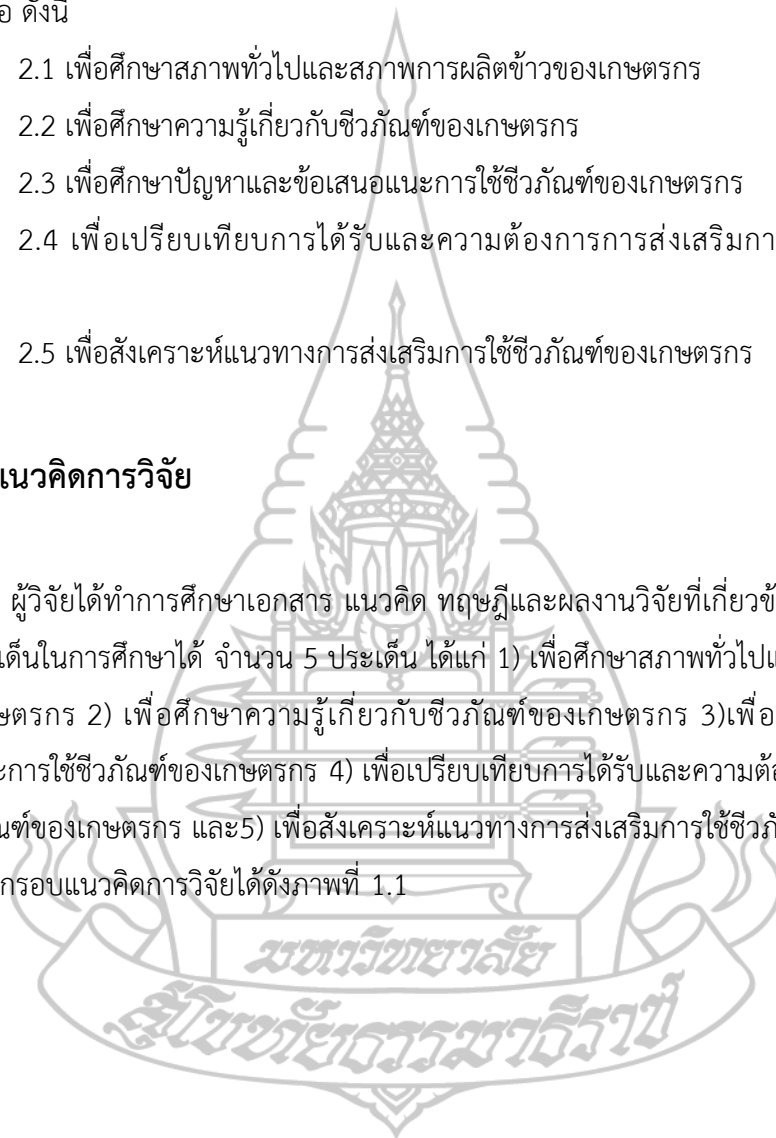 อ ดังนี้
2.1 เพื่อศึกษาสภาพทั่วไปและสภาพการผลิตข้าวของเกษตรกร
2.2 เพื่อศึกษาความรู้เกี่ยวกับชีวภัณฑ์ของเกษตรกร
2.3 เพื่อศึกษาปัญหาและข้อเสนอแนะการใช้ชีวภัณฑ์ของเกษตรกร
2.4 เพื่อเปรียบเทียบการได้รับและความต้องการการส่งเสริมกา
2.5 เพื่อสังเคราะห์แนวทางการส่งเสริมการใช้ชีวภัณฑ์ของเกษตรกร
แนวคิดการวิจัย
ผู้วิจัยได้ทำการศึกษาเอกสาร แนวคิด ทฤษฎีและผลงานวิจัยที่เกี่ยวข้
เด็นในการศึกษาได้ จำนวน 5 ประเด็น ได้แก่ 1) เพื่อศึกษาสภาพทั่วไปแ
ษตรกร 2) เพื่อศึกษาความรู้เกี่ยวกับชีวภัณฑ์ของเกษตรกร 3)เพื่อ
ะการใช้ชีวภัณฑ์ของเกษตรกร 4) เพื่อเปรียบเทียบการได้รับและความต้อ
ณฑ์ของเกษตรกร และ5) เพื่อสังเคราะห์แนวทางการส่งเสริมการใช้ชีวภั
กรอบแนวคิดการวิจัยได้ดังภาพที่ 1.1
มหาวิทยาลัย
สุโขทัยธรรมาธิราช